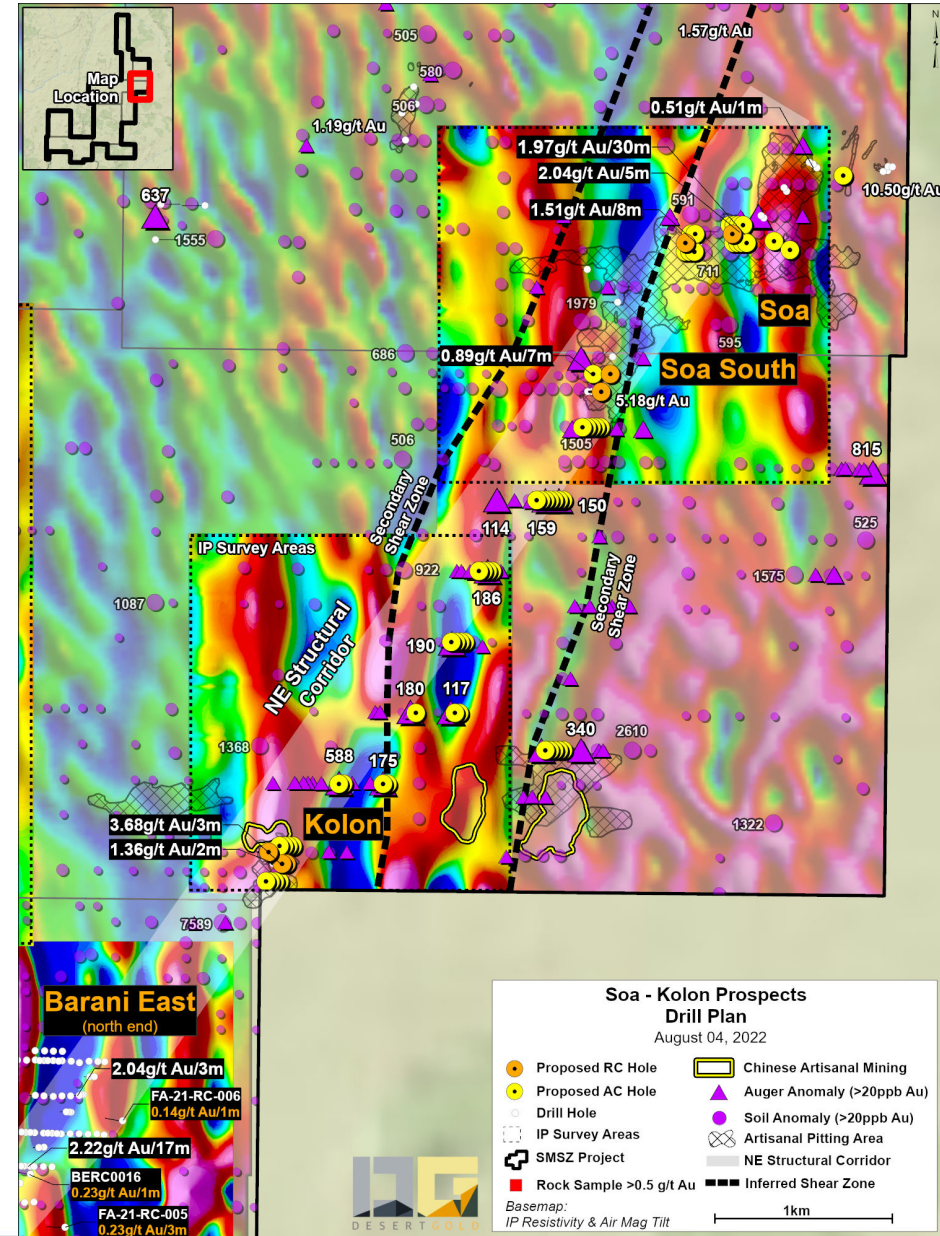 N
Map
Location
505
580
506
1.19g/t Au
1.57g/t Au
0.51g/t Au/1m
1.97g/t Au/30m
2.04g/t Au/5m
1.51g/t Au/8m
591
10.50g/t Au
637
1555
711
1979
Soa
595
686
0.89g/t Au/7m
Soa South
5.18g/t Au
506
1505
815
Secondary
Shear Zone
114
159
150
525
IP Survey Areas
922
186
1575
1087
Secondary
Shear Zone
NE Structural
Corridor
190
180
117
1368
588
175
340
2610
3.68g/t Au/3m
Kolon
1322
1.36g/t Au/2m
7589
Barani East
(north end)
2.04g/t Au/3m
FA-21-RC-006
0.14g/t Au/1m
2.22g/t Au/17m
BERC0016
0.23g/t Au/1m
FA-21-RC-005
0.23g/t Au/3m
DESERT GOLD
Soa - Kolon Prospects
Drill Plan
August 04, 2022
Proposed RC Hole
Proposed AC Hole
Drill Hole
IP Survey Areas
SMSZ Project
Rock Sample >0.5 g/t Au
Chinese Artisanal Mining
Auger Anomaly (>20ppb Au)
Soil Anomaly (>20ppb Au)
Artisanal Pitting Area
NE Structural Corridor
Inferred Shear Zone
Basemap:
IP Resistivity & Air Mag Tilt
1km